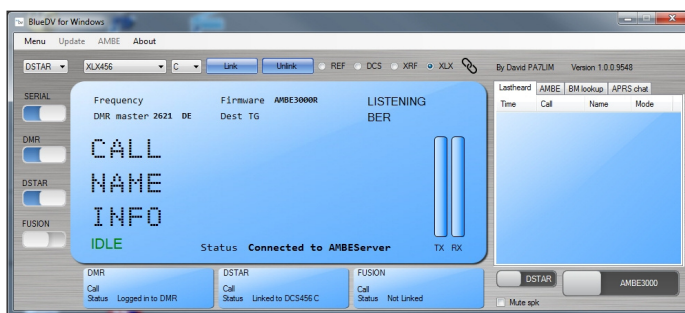 BlueDV for Windows
Menu Update AMBE About
DSTAR XLX456 C Link Unlink REF DCS XRF XLX By David PA7LIM Version 1.0.0.9548
SERIAL
DMR
DSTAR
FUSION
Frequency Firmware AMBE3000R LISTENING
DMR master 2621 DE Dest TG BER
CALL
NAME
INFO
IDLE Status Connected to AMBEServer TX RX
Lastheard AMBE BM lookup APRS chat
Time Call Name Mode
DMR
Call
Status Logged in to DMR
DSTAR
Call
Status Linked to DCS456 C
FUSION
Call
Status Not Linked
DSTAR AMBE3000
Mute spk